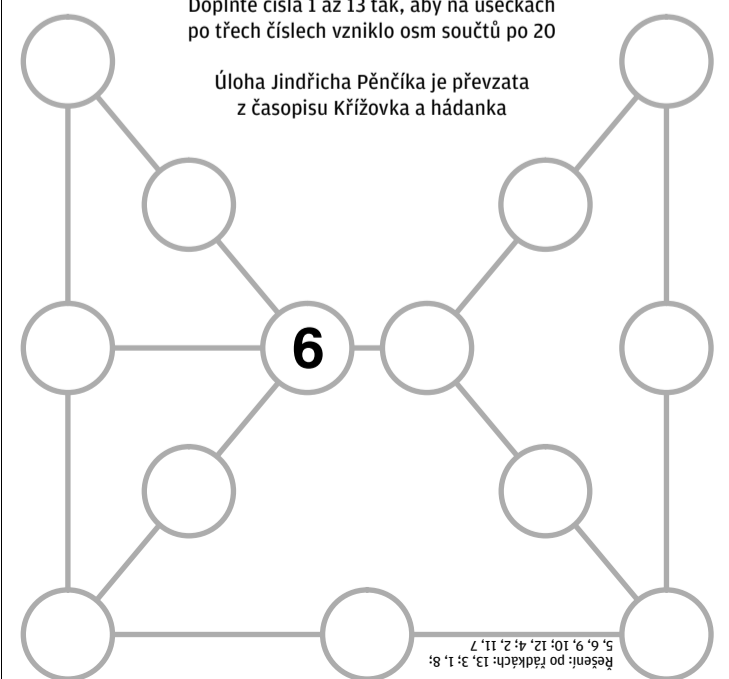 Doplňte čísla 1 až 13 tak, aby na úsečkách
po třech číslech vzniklo osm součtů po 20
Úloha Jindřicha Pěnčíka je převzata
z časopisu Křížovka a hádanka
6
Řešení: po řádkách: 13, 3; 1, 8;
5, 6, 9, 10; 12, 4; 2, 11, 7